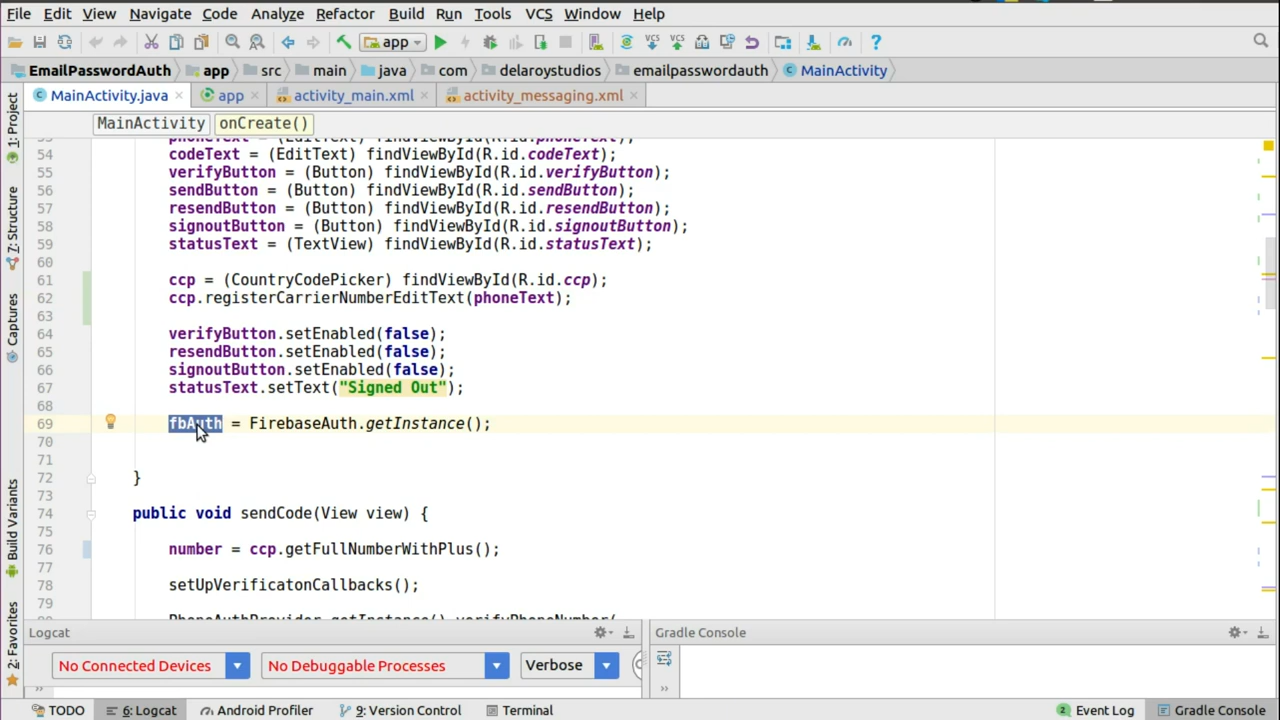 File Edit View Navigate Code Analyze Refactor Build Run Tools VCS Window Help
app
EmailPasswordAuth app src main java com delaroystudios emailpasswordauth MainActivity
MainActivity.java app activity_main.xml activity_messaging.xml
MainActivity onCreate()
1: Project
7: Structure
Captures
Build Variants
2: Favorites
54 codeText = (EditText) findViewById(R.id.codeText);
55 verifyButton = (Button) findViewById(R.id.verifyButton);
56 sendButton = (Button) findViewById(R.id.sendButton);
57 resendButton = (Button) findViewById(R.id.resendButton);
58 signoutButton = (Button) findViewById(R.id.signoutButton);
59 statusText = (TextView) findViewById(R.id.statusText);
60
61 ccp = (CountryCodePicker) findViewById(R.id.ccp);
62 ccp.registerCarrierNumberEditText(phoneText);
63
64 verifyButton.setEnabled(false);
65 resendButton.setEnabled(false);
66 signoutButton.setEnabled(false);
67 statusText.setText("Signed Out");
68
69 fbAuth = FirebaseAuth.getInstance();
70
71
72 }
73
74 public void sendCode(View view) {
75
76 number = ccp.getFullNumberWithPlus();
77
78 setUpVerificatonCallbacks();
79
PhoneAuthProvider.getInstance().verifyPhoneNumber(
Logcat Gradle Console
No Connected Devices No Debuggable Processes Verbose
TODO 6: Logcat Android Profiler 9: Version Control Terminal 2 Event Log Gradle Console